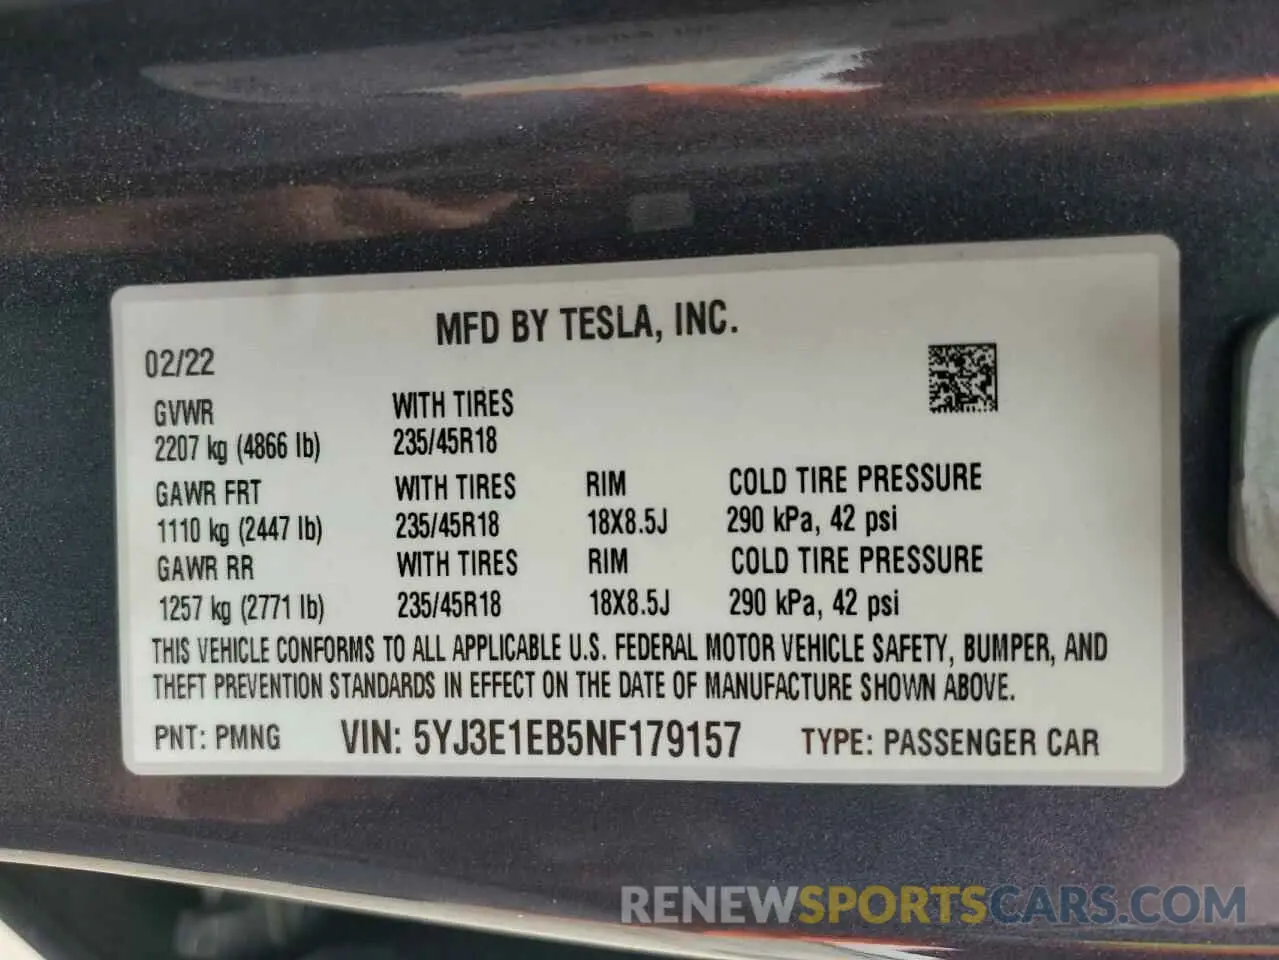 MFD BY TESLA, INC.
02/22
GVWR WITH TIRES
2207 kg (4866 lb) 235/45R18
GAWR FRT WITH TIRES RIM COLD TIRE PRESSURE
1110 kg (2447 lb) 235/45R18 18X8.5J 290 kPa, 42 psi
GAWR RR WITH TIRES RIM COLD TIRE PRESSURE
1257 kg (2771 lb) 235/45R18 18X8.5J 290 kPa, 42 psi
THIS VEHICLE CONFORMS TO ALL APPLICABLE U.S. FEDERAL MOTOR VEHICLE SAFETY, BUMPER, AND
THEFT PREVENTION STANDARDS IN EFFECT ON THE DATE OF MANUFACTURE SHOWN ABOVE.
PNT: PMNG VIN: 5YJ3E1EB5NF179157 TYPE: PASSENGER CAR
RENEWSPORTSCARS.COM